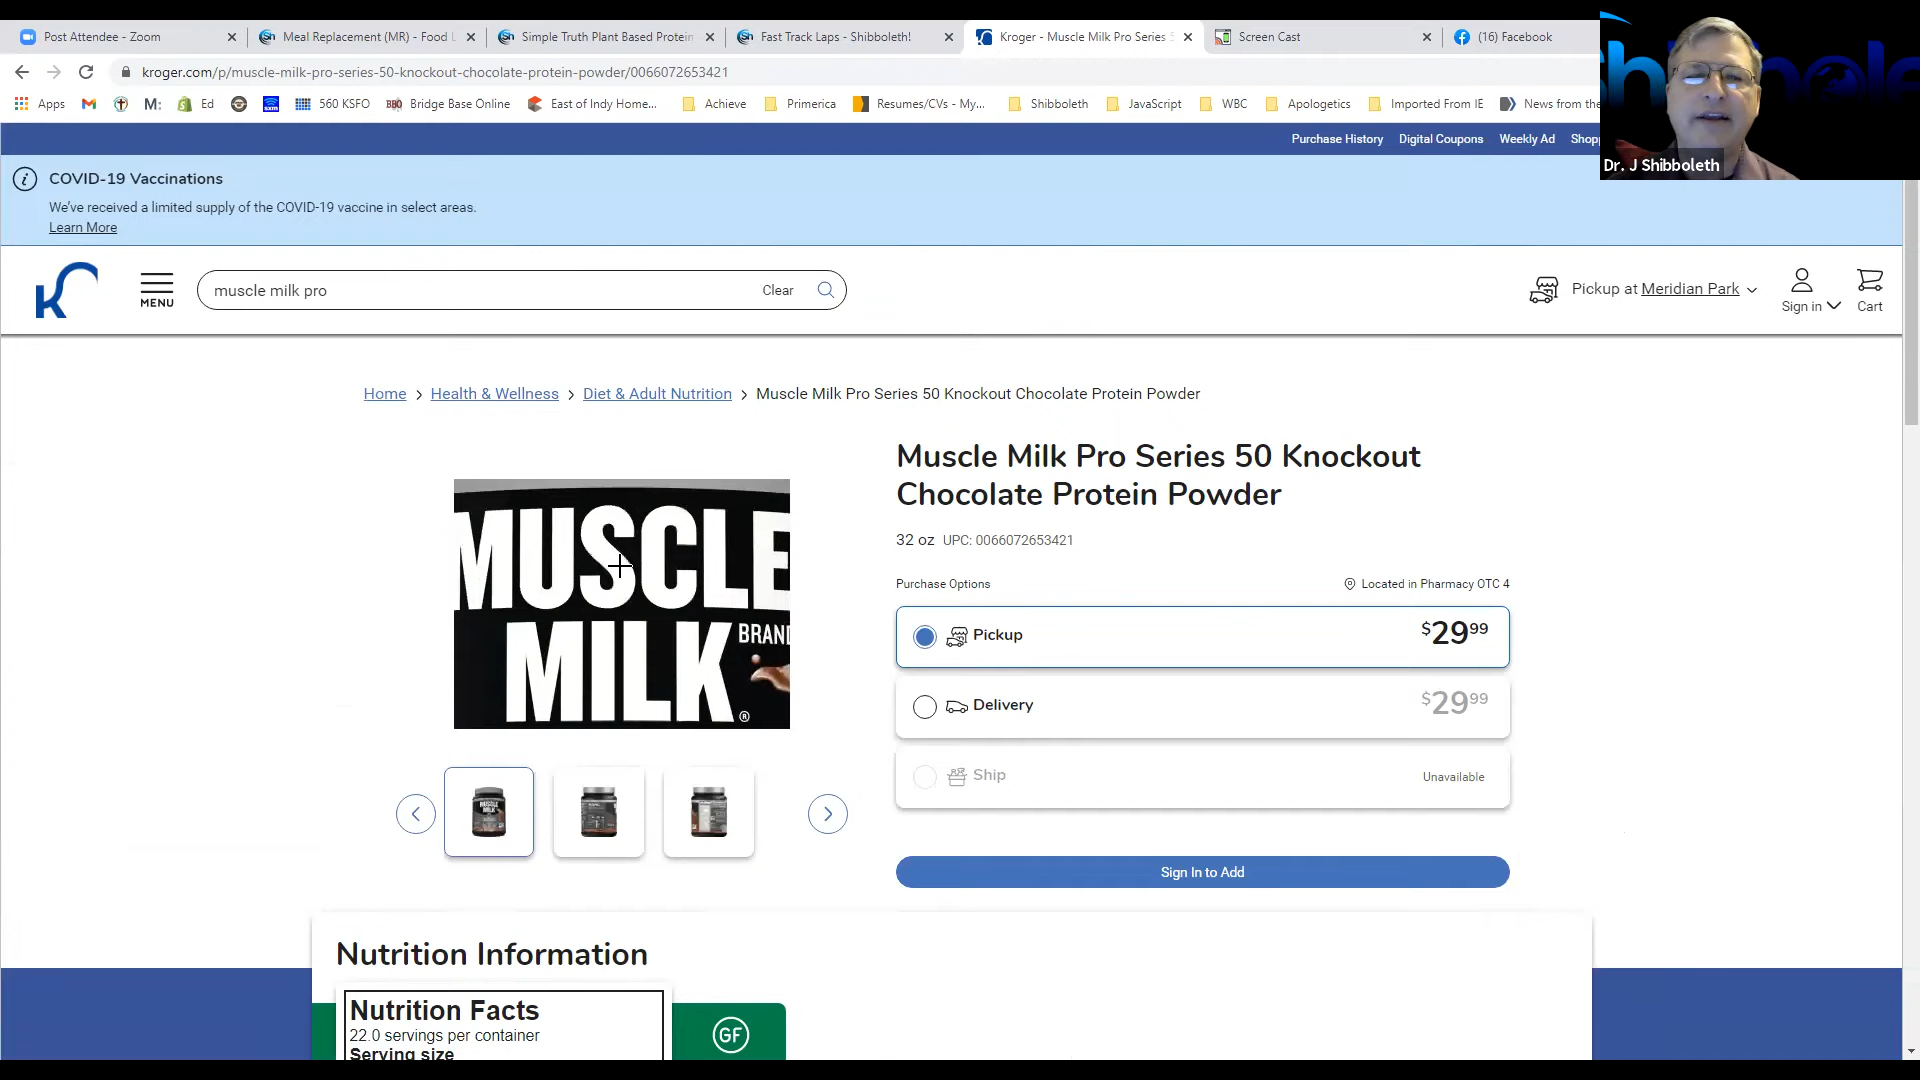 Post Attendee - Zoom
Meal Replacement (MR) - Food L
Simple Truth Plant Based Protein
Fast Track Laps - Shibboleth!
Kroger - Muscle Milk Pro Series 5
Screen Cast
(16) Facebook
kroger.com/p/muscle-milk-pro-series-50-knockout-chocolate-protein-powder/0066072653421
Apps
M:
Ed
560 KSFO
BBO Bridge Base Online
East of Indy Home...
Achieve
Primerica
Resumes/CVs - My...
Shibboleth
JavaScript
WBC
Apologetics
Imported From IE
News from the
Dr. J Shibboleth
Purchase History Digital Coupons Weekly Ad Shopp
COVID-19 Vaccinations
We've received a limited supply of the COVID-19 vaccine in select areas.
Learn More
MENU
muscle milk pro
Clear
Pickup at Meridian Park
Sign in
Cart
Home > Health & Wellness > Diet & Adult Nutrition > Muscle Milk Pro Series 50 Knockout Chocolate Protein Powder
MUSCLE
MILK
BRAND
®
Muscle Milk Pro Series 50 Knockout
Chocolate Protein Powder
32 oz UPC: 0066072653421
Purchase Options
Located in Pharmacy OTC 4
Pickup
$29 99
Delivery
$29 99
Ship
Unavailable
Sign In to Add
Nutrition Information
Nutrition Facts
22.0 servings per container
Serving size
GF